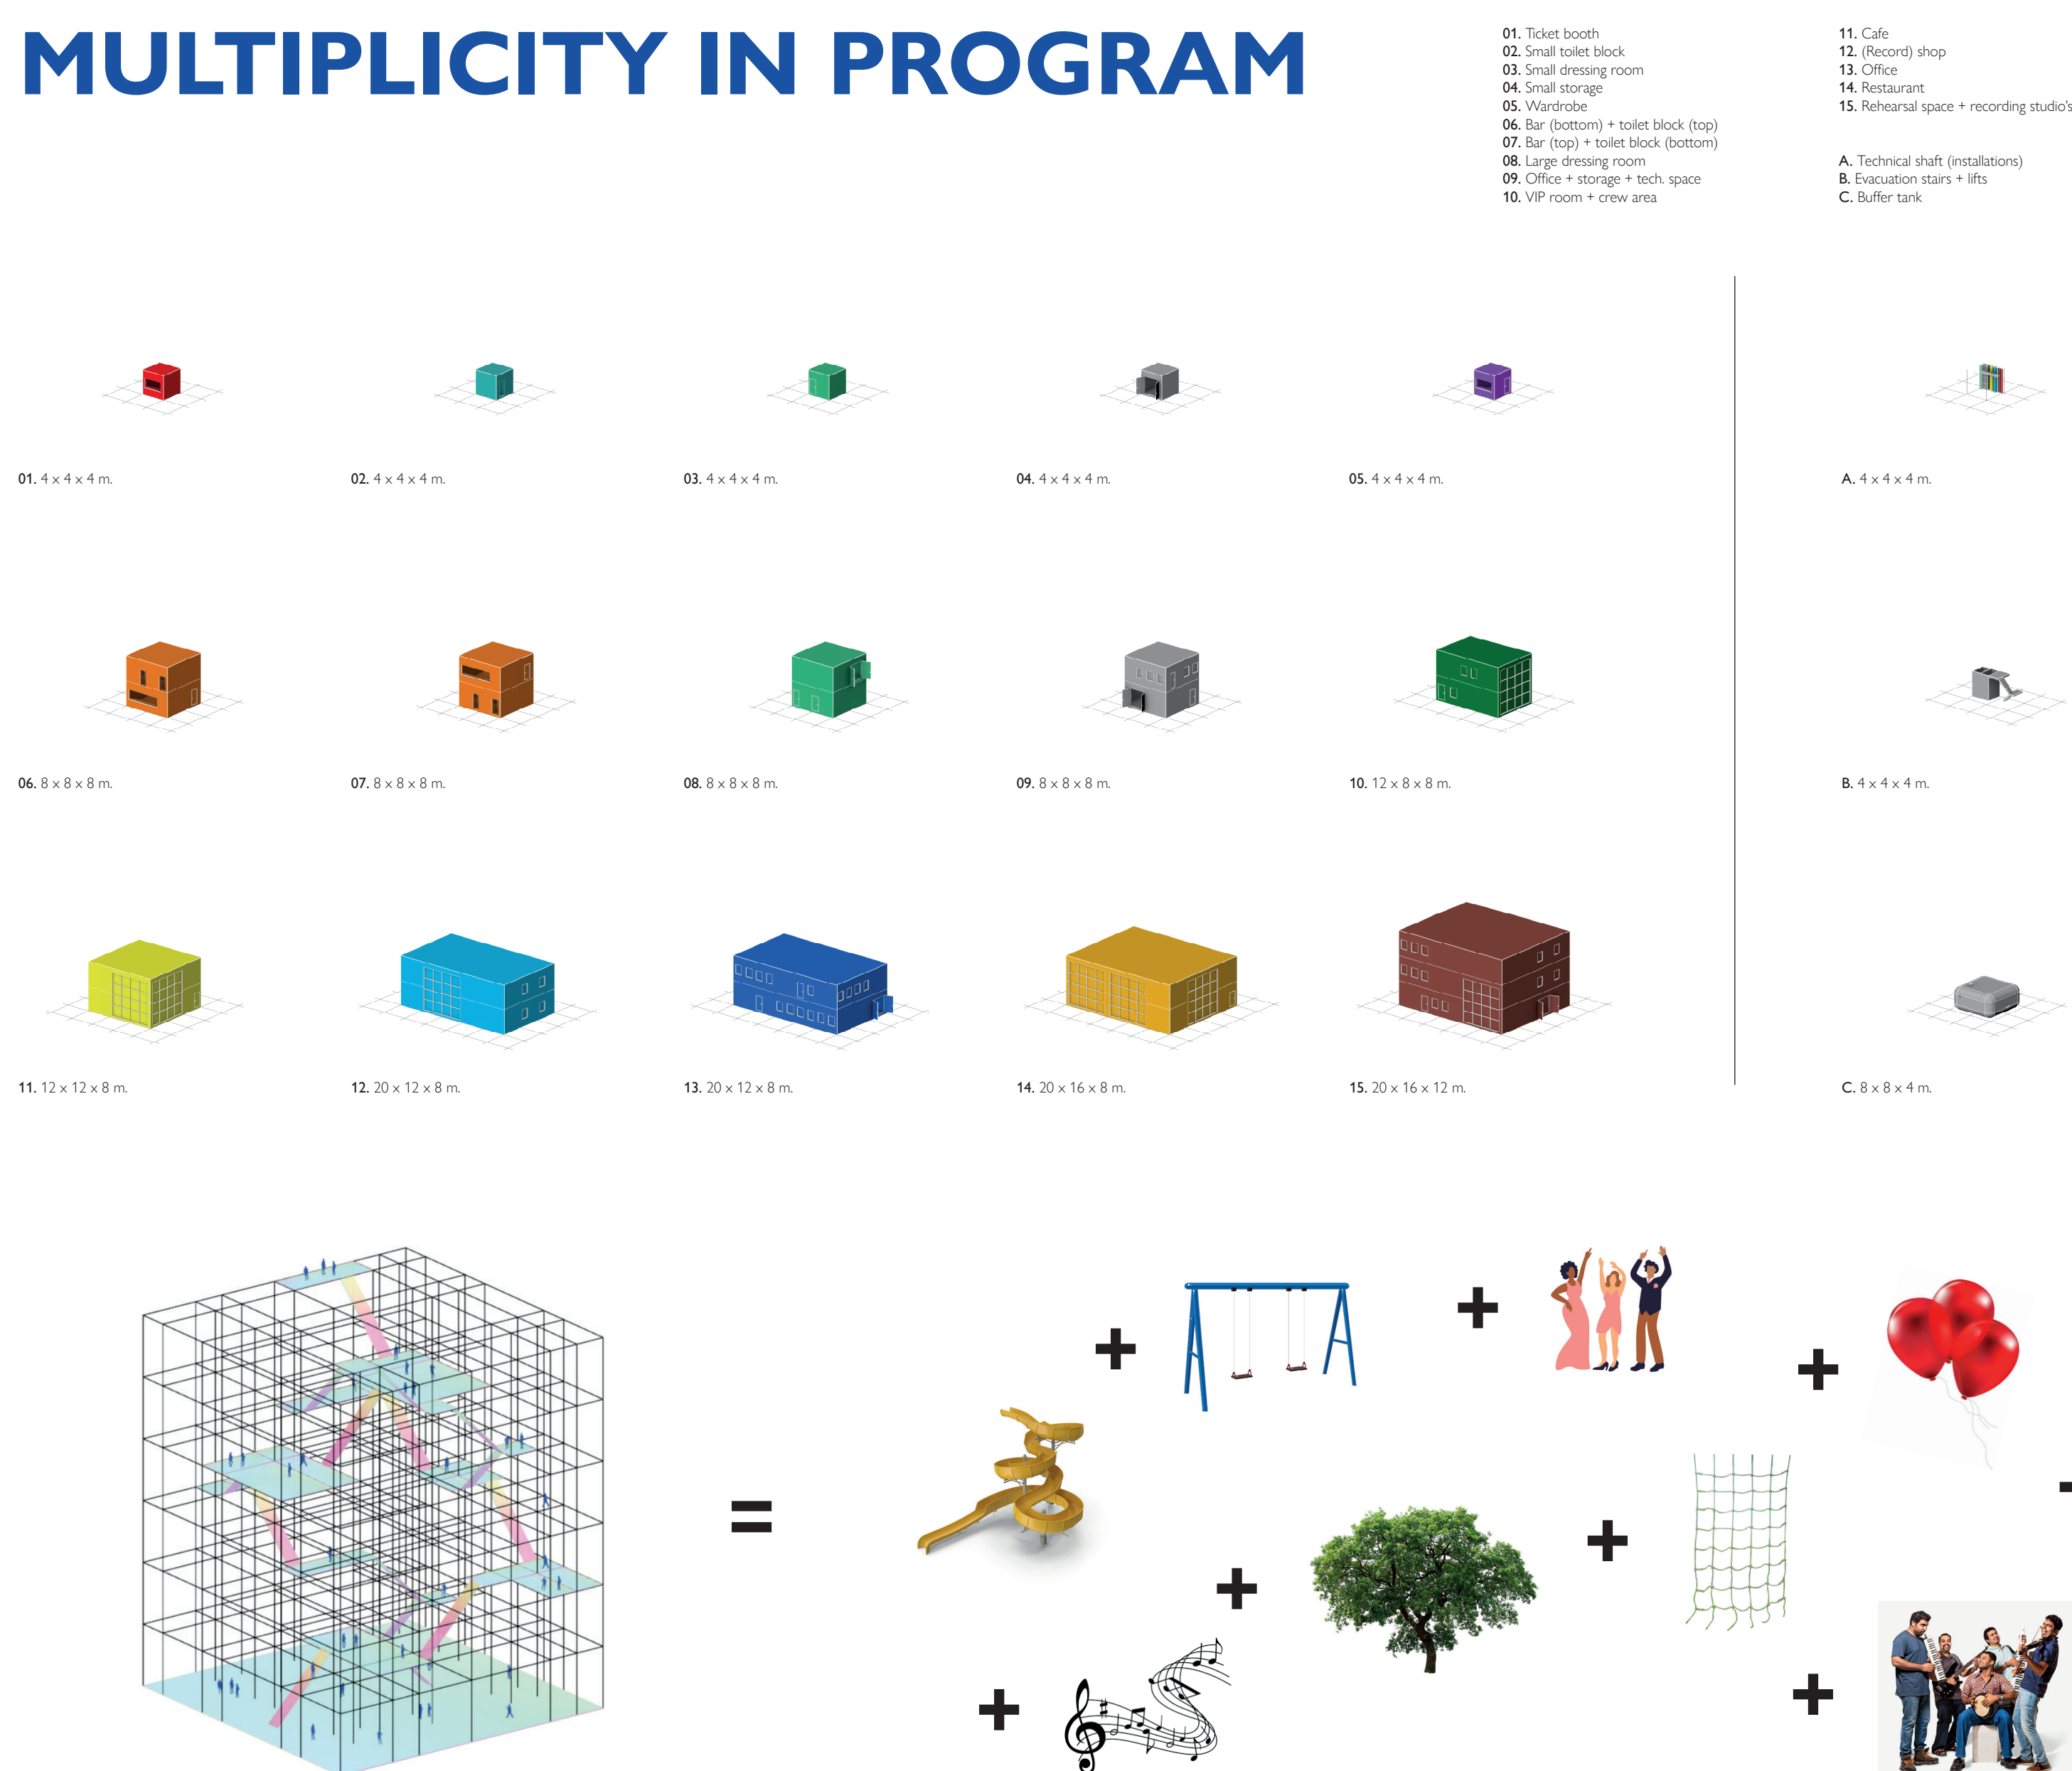 MULTIPLICITY IN PROGRAM
01. Ticket booth
02. Small toilet block
03. Small dressing room
04. Small storage
05. Wardrobe
06. Bar (bottom) + toilet block (top)
07. Bar (top) + toilet block (bottom)
08. Large dressing room
09. Office + storage + tech. space
10. VIP room + crew area
11. Cafe
12. (Record) shop
13. Office
14. Restaurant
15. Rehearsal space + recording studio's
A. Technical shaft (installations)
B. Evacuation stairs + lifts
C. Buffer tank
01. 4 x 4 x 4 m.
02. 4 x 4 x 4 m.
03. 4 x 4 x 4 m.
04. 4 x 4 x 4 m.
05. 4 x 4 x 4 m.
A. 4 x 4 x 4 m.
06. 8 x 8 x 8 m.
07. 8 x 8 x 8 m.
08. 8 x 8 x 8 m.
09. 8 x 8 x 8 m.
10. 12 x 8 x 8 m.
B. 4 x 4 x 4 m.
11. 12 x 12 x 8 m.
12. 20 x 12 x 8 m.
13. 20 x 12 x 8 m.
14. 20 x 16 x 8 m.
15. 20 x 16 x 12 m.
C. 8 x 8 x 4 m.
=
+
+
+
+
+
+
+